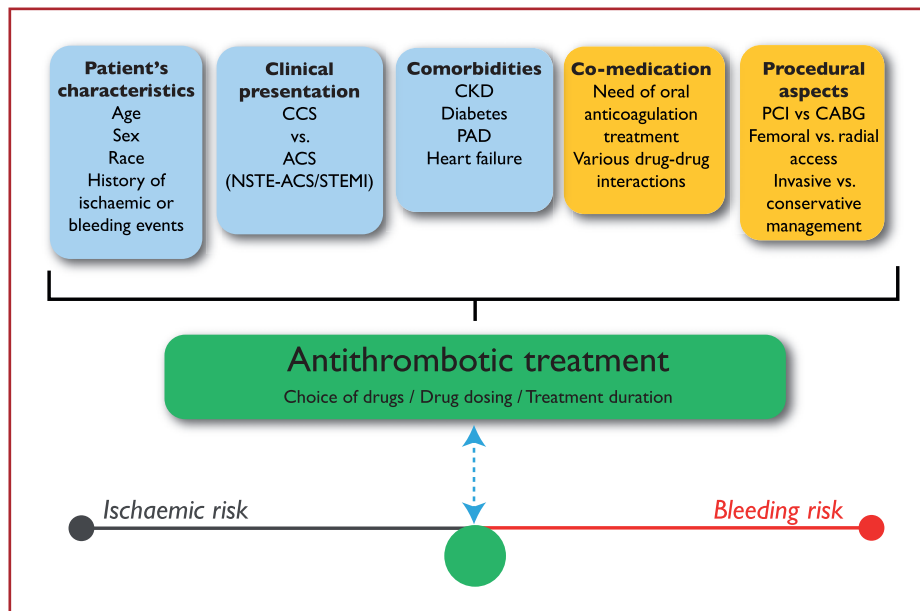 Patient's
characteristics
Age
Sex
Race
History of
ischaemic or
bleeding events
Clinical
presentation
CCS
vs.
ACS
(NSTE-ACS/STEMI)
Comorbidities
CKD
Diabetes
PAD
Heart failure
Co-medication
Need of oral
anticoagulation
treatment
Various drug-drug
interactions
Procedural
aspects
PCI vs CABG
Femoral vs. radial
access
Invasive vs.
conservative
management
Antithrombotic treatment
Choice of drugs / Drug dosing / Treatment duration
Ischaemic risk
Bleeding risk